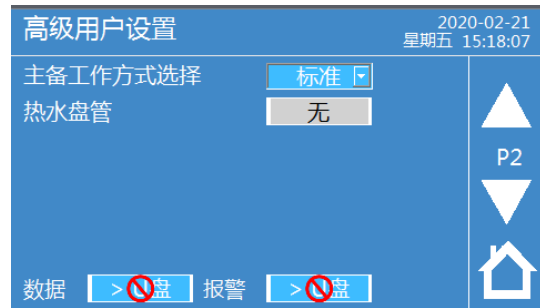 高级用户设置
2020-02-21
星期五 15:18:07
主备工作方式选择 标准
热水盘管 无
P2
数据 >U盘 报警 >U盘